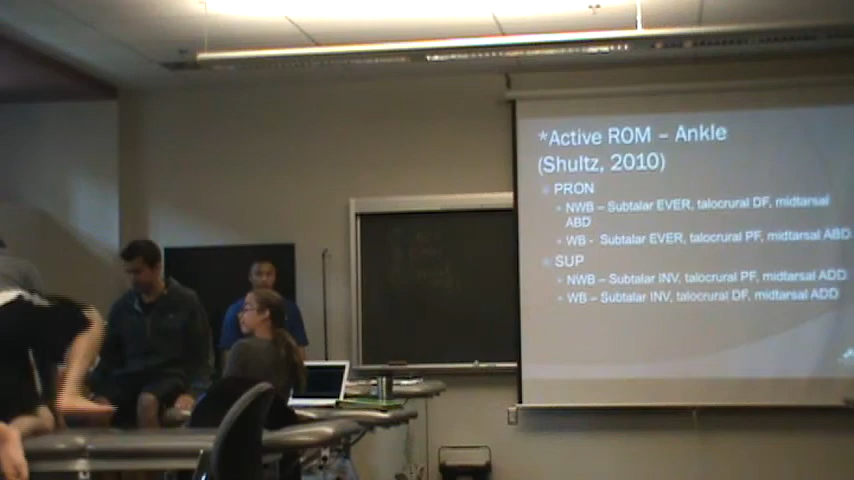 *Active ROM – Ankle
(Shultz, 2010)
PRON
NWB – Subtalar EVER, talocrural DF, midtarsal
ABD
WB - Subtalar EVER, talocrural PF, midtarsal ABD
SUP
NWB – Subtalar INV, talocrural PF, midtarsal ADD
WB – Subtalar INV, talocrural DF, midtarsal ADD